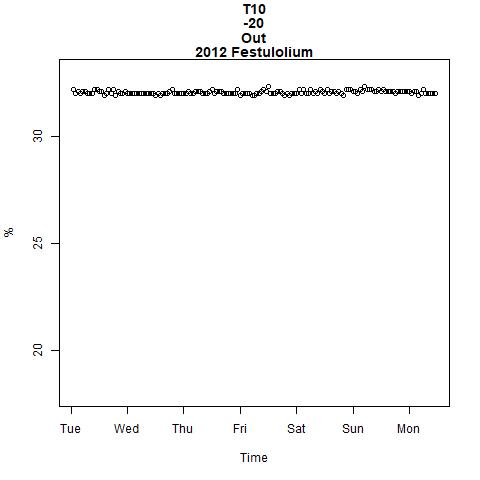 T10
-20
Out
2012 Festulolium
%
30
25
20
Tue Wed Thu Fri Sat Sun Mon
Time